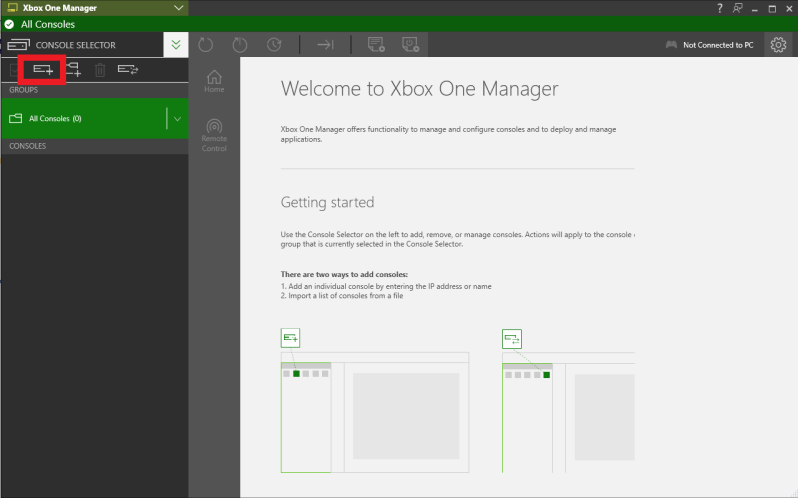 Xbox One Manager
?
All Consoles
CONSOLE SELECTOR
Not Connected to PC
GROUPS
All Consoles (0)
CONSOLES
Home
Remote
Control
Welcome to Xbox One Manager
Xbox One Manager offers functionality to manage and configure consoles and to deploy and manage
applications.
Getting started
Use the Console Selector on the left to add, remove, or manage consoles. Actions will apply to the console
group that is currently selected in the Console Selector.
There are two ways to add consoles:
1. Add an individual console by entering the IP address or name
2. Import a list of consoles from a file